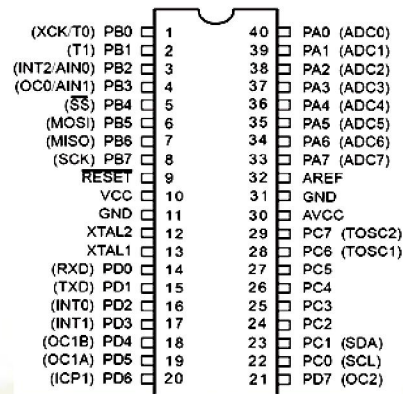 (XCK/T0) PB0 1 40 PA0 (ADC0)
(T1) PB1 2 39 PA1 (ADC1)
(INT2/AIN0) PB2 3 38 PA2 (ADC2)
(OC0/AIN1) PB3 4 37 PA3 (ADC3)
(SS) PB4 5 36 PA4 (ADC4)
(MOSI) PB5 6 35 PA5 (ADC5)
(MISO) PB6 7 34 PA6 (ADC6)
(SCK) PB7 8 33 PA7 (ADC7)
RESET 9 32 AREF
VCC 10 31 GND
GND 11 30 AVCC
XTAL2 12 29 PC7 (TOSC2)
XTAL1 13 28 PC6 (TOSC1)
(RXD) PD0 14 27 PC5
(TXD) PD1 15 26 PC4
(INT0) PD2 16 25 PC3
(INT1) PD3 17 24 PC2
(OC1B) PD4 18 23 PC1 (SDA)
(OC1A) PD5 19 22 PC0 (SCL)
(ICP1) PD6 20 21 PD7 (OC2)